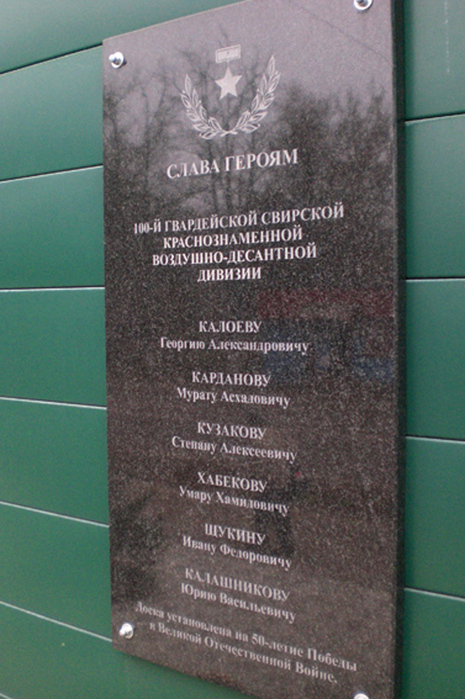 СЛАВА ГЕРОЯМ
100-Й ГВАРДЕЙСКОЙ СВИРСКОЙ
КРАСНОЗНАМЕННОЙ
ВОЗДУШНО-ДЕСАНТНОЙ
ДИВИЗИИ
КАЛОЕВУ
Георгию Александровичу
КАРДАНОВУ
Мурату Асхадовичу
КУЗАКОВУ
Степану Алексеевичу
ХАБЕКОВУ
Умару Хамидовичу
ЩУКИНУ
Ивану Федоровичу
КАЛАШНИКОВУ
Юрию Васильевичу
Доска установлена на 50-летие Победы
в Великой Отечественной Войне.